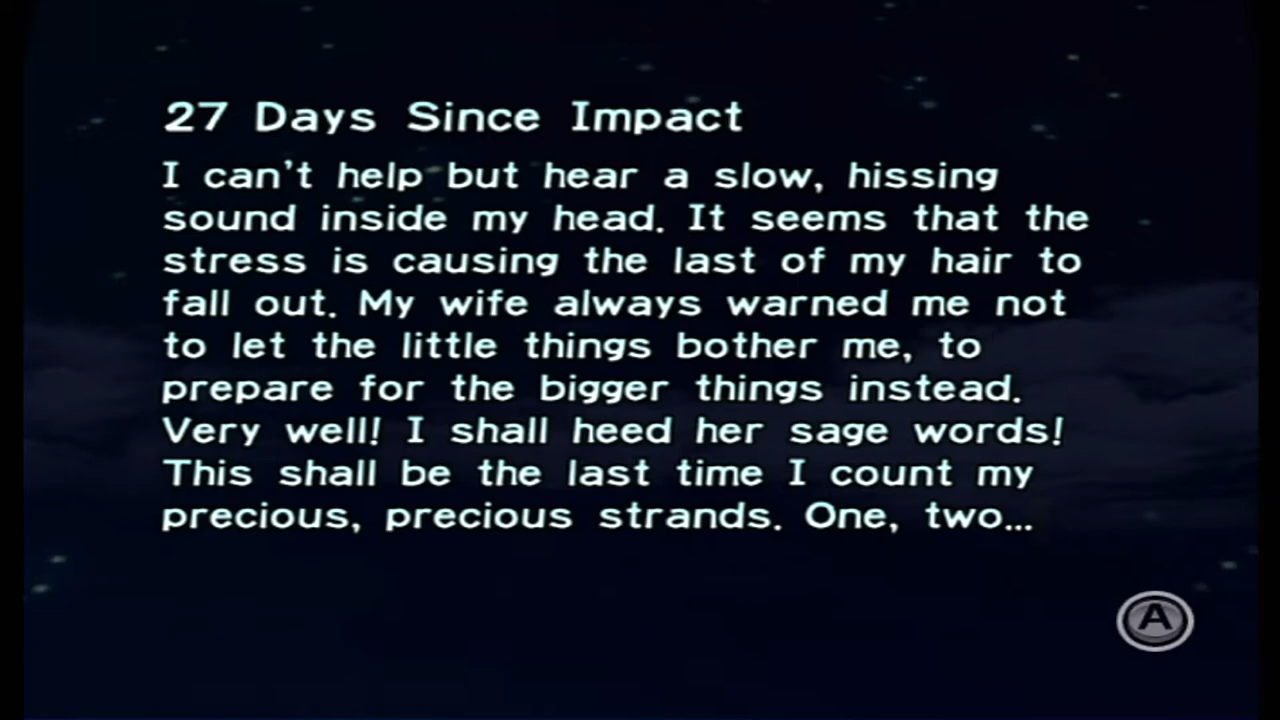 27 Days Since Impact
I can't help but hear a slow, hissing
sound inside my head. It seems that the
stress is causing the last of my hair to
fall out. My wife always warned me not
to let the little things bother me, to
prepare for the bigger things instead.
Very well! I shall heed her sage words!
This shall be the last time I count my
precious, precious strands. One, two...
A